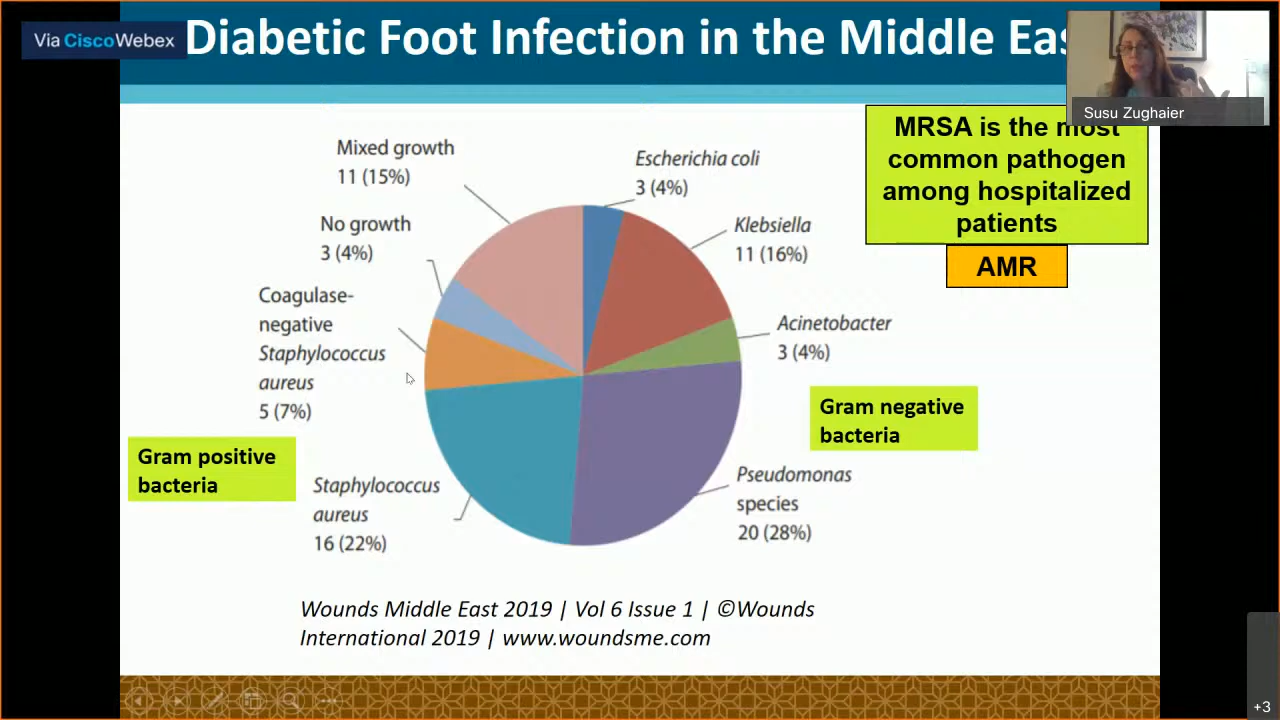 Via CiscoWebex
Diabetic Foot Infection in the Middle Eas
Susu Zughaier
MRSA is the most
common pathogen
among hospitalized
patients
AMR
Mixed growth
11 (15%)
Escherichia coli
3 (4%)
No growth
3 (4%)
Klebsiella
11 (16%)
Coagulase-
negative
Staphylococcus
aureus
5 (7%)
Acinetobacter
3 (4%)
Gram negative
bacteria
Gram positive
bacteria
Staphylococcus
aureus
16 (22%)
Pseudomonas
species
20 (28%)
Wounds Middle East 2019 | Vol 6 Issue 1 | ©Wounds
International 2019 | www.woundsme.com
+3